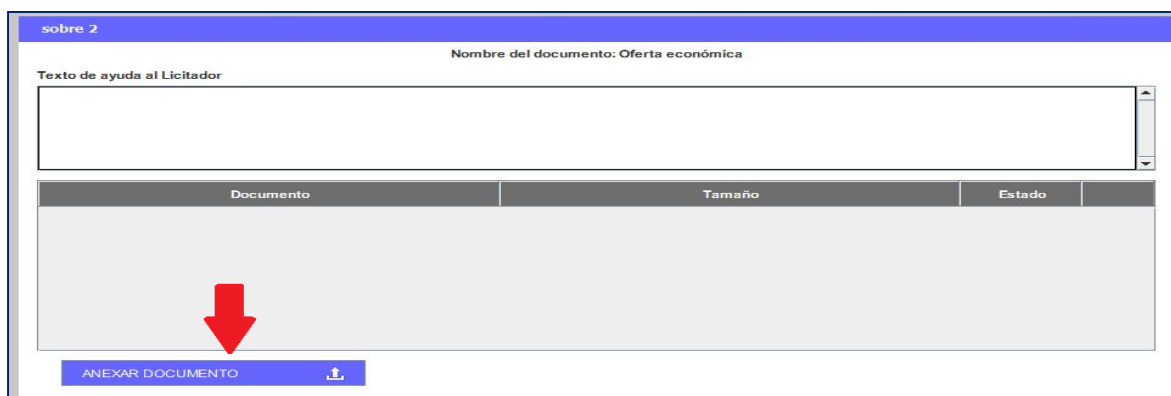 sobre 2
Nombre del documento: Oferta económica
Texto de ayuda al Licitador
Documento Tamaño Estado
ANEXAR DOCUMENTO